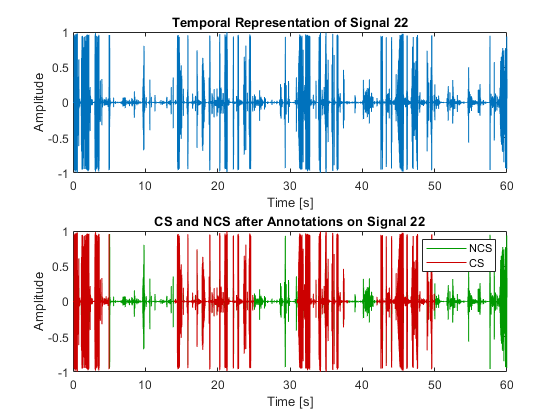 Temporal Representation of Signal 22
1
0.5
0
-0.5
-1
Amplitude
0 10 20 30 40 50 60
Time [s]
CS and NCS after Annotations on Signal 22
1
0.5
0
-0.5
-1
Amplitude
NCS
CS
0 10 20 30 40 50 60
Time [s]